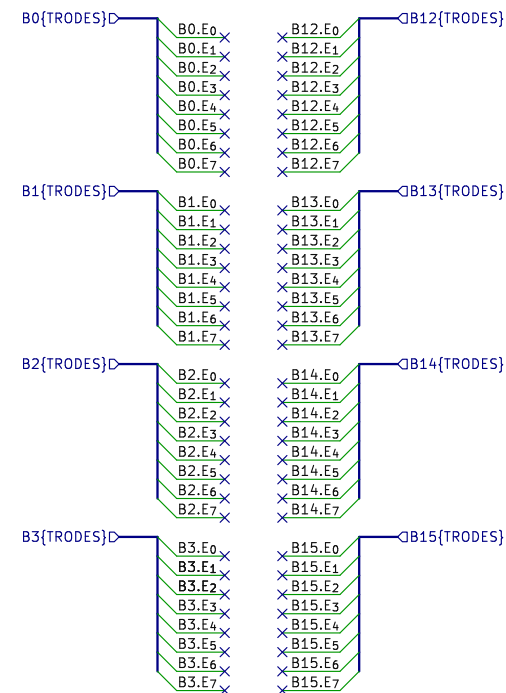 B0{TRODES} B12{TRODES}
B0.E0 B12.E0
B0.E1 B12.E1
B0.E2 B12.E2
B0.E3 B12.E3
B0.E4 B12.E4
B0.E5 B12.E5
B0.E6 B12.E6
B0.E7 B12.E7
B1{TRODES} B13{TRODES}
B1.E0 B13.E0
B1.E1 B13.E1
B1.E2 B13.E2
B1.E3 B13.E3
B1.E4 B13.E4
B1.E5 B13.E5
B1.E6 B13.E6
B1.E7 B13.E7
B2{TRODES} B14{TRODES}
B2.E0 B14.E0
B2.E1 B14.E1
B2.E2 B14.E2
B2.E3 B14.E3
B2.E4 B14.E4
B2.E5 B14.E5
B2.E6 B14.E6
B2.E7 B14.E7
B3{TRODES} B15{TRODES}
B3.E0 B15.E0
B3.E1 B15.E1
B3.E2 B15.E2
B3.E3 B15.E3
B3.E4 B15.E4
B3.E5 B15.E5
B3.E6 B15.E6
B3.E7 B15.E7